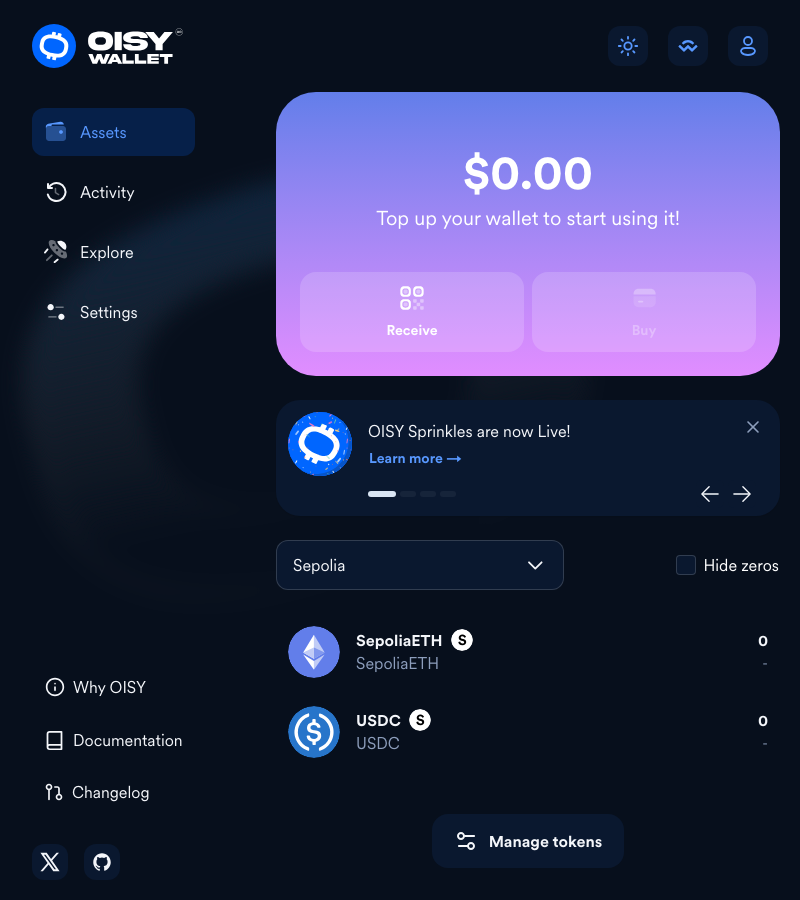 OISY
WALLET
Assets
Activity
Explore
Settings
$0.00
Top up your wallet to start using it!
Receive
Buy
OISY Sprinkles are now Live!
Learn more →
Sepolia
Hide zeros
SepoliaETH S
0
SepoliaETH
-
USDC S
0
USDC
-
Manage tokens
Why OISY
Documentation
Changelog